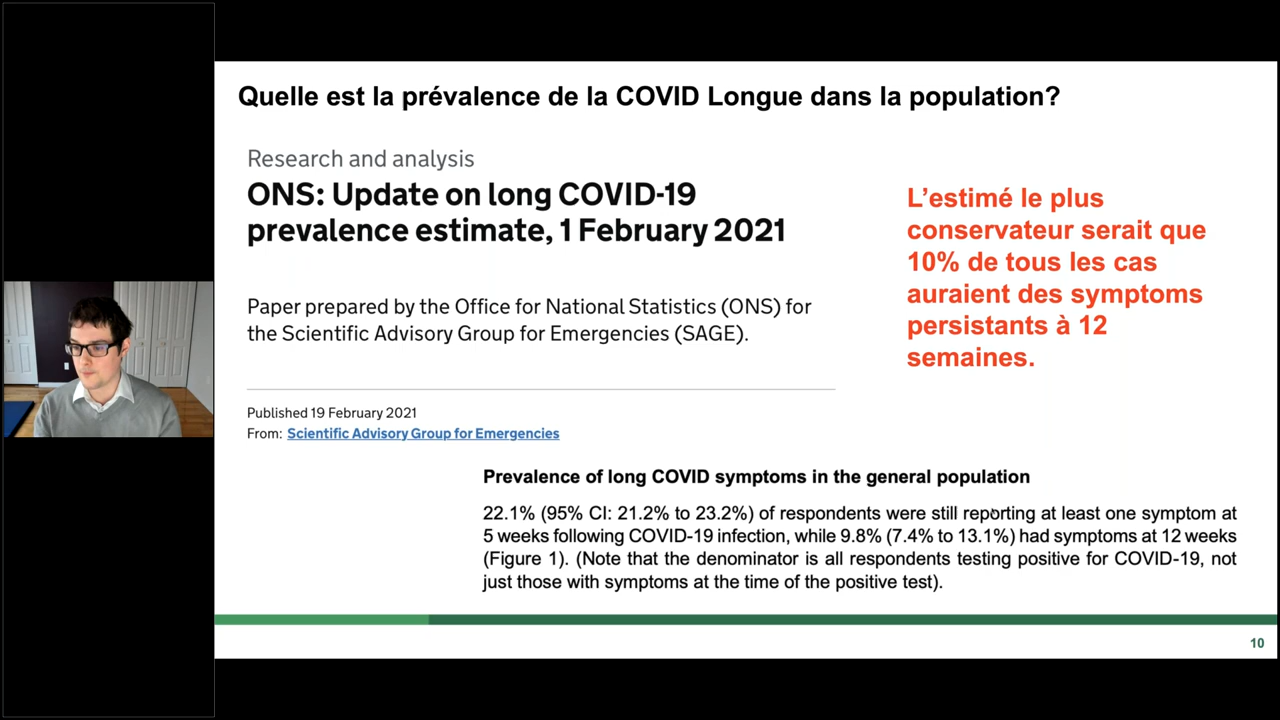 Quelle est la prévalence de la COVID Longue dans la population?
Research and analysis
ONS: Update on long COVID-19
prevalence estimate, 1 February 2021
Paper prepared by the Office for National Statistics (ONS) for
the Scientific Advisory Group for Emergencies (SAGE).
Published 19 February 2021
From: Scientific Advisory Group for Emergencies
L’estimé le plus
conservateur serait que
10% de tous les cas
auraient des symptoms
persistants à 12
semaines.
Prevalence of long COVID symptoms in the general population
22.1% (95% CI: 21.2% to 23.2%) of respondents were still reporting at least one symptom at
5 weeks following COVID-19 infection, while 9.8% (7.4% to 13.1%) had symptoms at 12 weeks
(Figure 1). (Note that the denominator is all respondents testing positive for COVID-19, not
just those with symptoms at the time of the positive test).
10